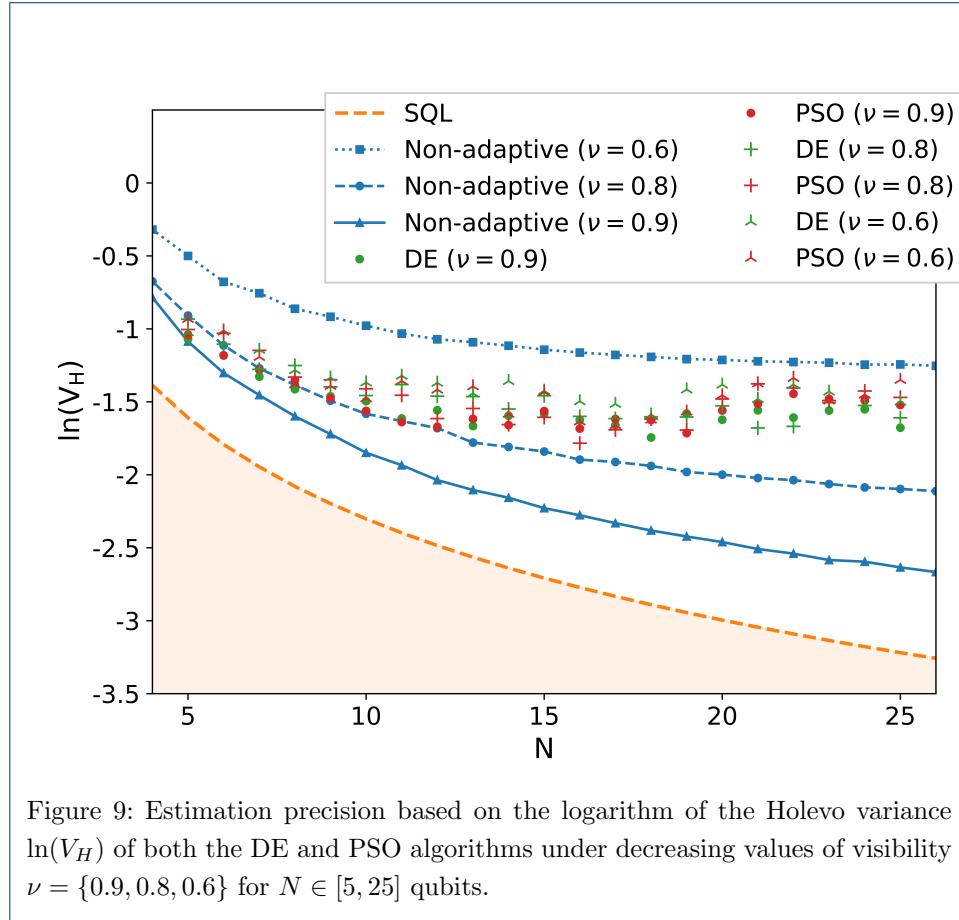 SQL
Non-adaptive (ν = 0.6)
Non-adaptive (ν = 0.8)
Non-adaptive (ν = 0.9)
DE (ν = 0.9)
PSO (ν = 0.9)
DE (ν = 0.8)
PSO (ν = 0.8)
DE (ν = 0.6)
PSO (ν = 0.6)
0
-0.5
-1
-1.5
-2
-2.5
-3
-3.5
ln(V_H)
5
10
15
20
25
N
Figure 9: Estimation precision based on the logarithm of the Holevo variance
ln(V_H) of both the DE and PSO algorithms under decreasing values of visibility
ν = {0.9, 0.8, 0.6} for N ∈ [5, 25] qubits.